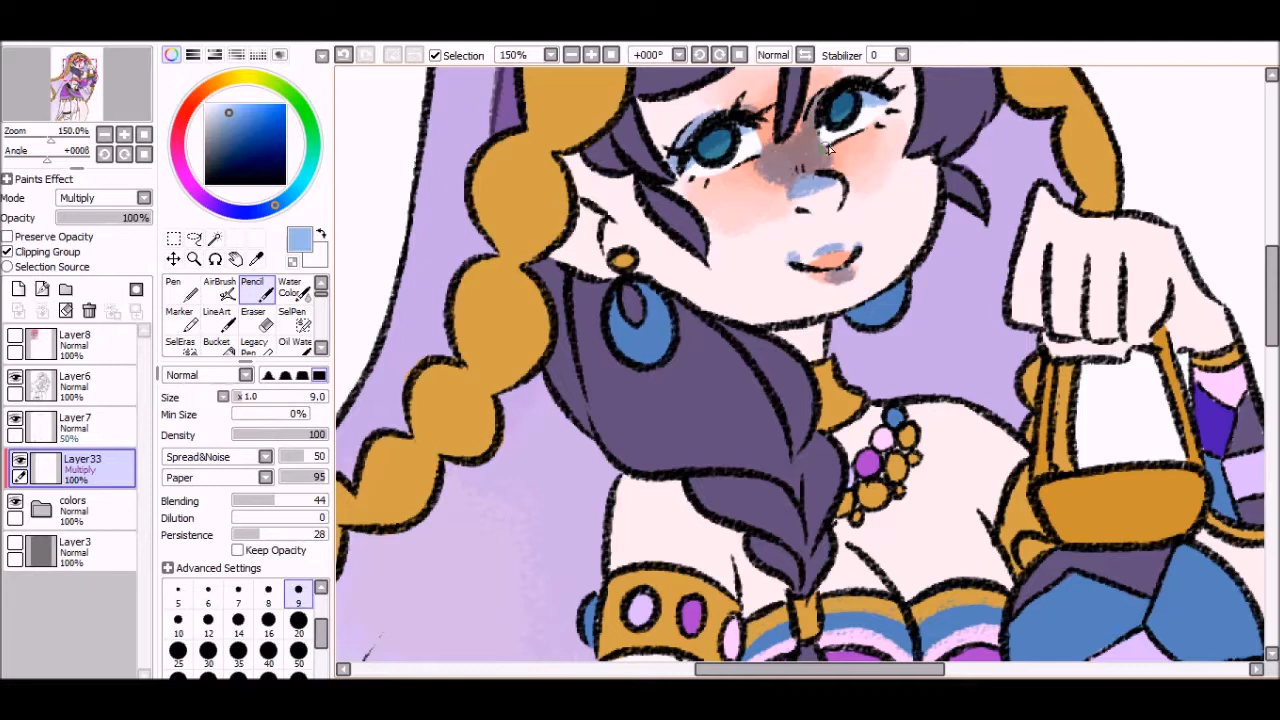 Selection 150% +000° Normal Stabilizer 0
Zoom 150.0%
Angle +000θ
Paints Effect
Mode Multiply
Opacity 100%
Preserve Opacity
Clipping Group
Selection Source
Layer8
Normal
100%
Layer6
Normal
100%
Layer7
Normal
50%
Layer33
Multiply
100%
colors
Normal
100%
Layer3
Normal
100%
Pen AirBrush Pencil Water
Color
Marker LineArt Eraser SelPen
SelEras Bucket Legacy Oil Wate
Pen
Normal
Size x 1.0 9.0
Min Size 0%
Density 100
Spread&Noise 50
Paper 95
Blending 44
Dilution 0
Persistence 28
Keep Opacity
Advanced Settings
5 6 7 8 9
10 12 14 16 20
25 30 35 40 50